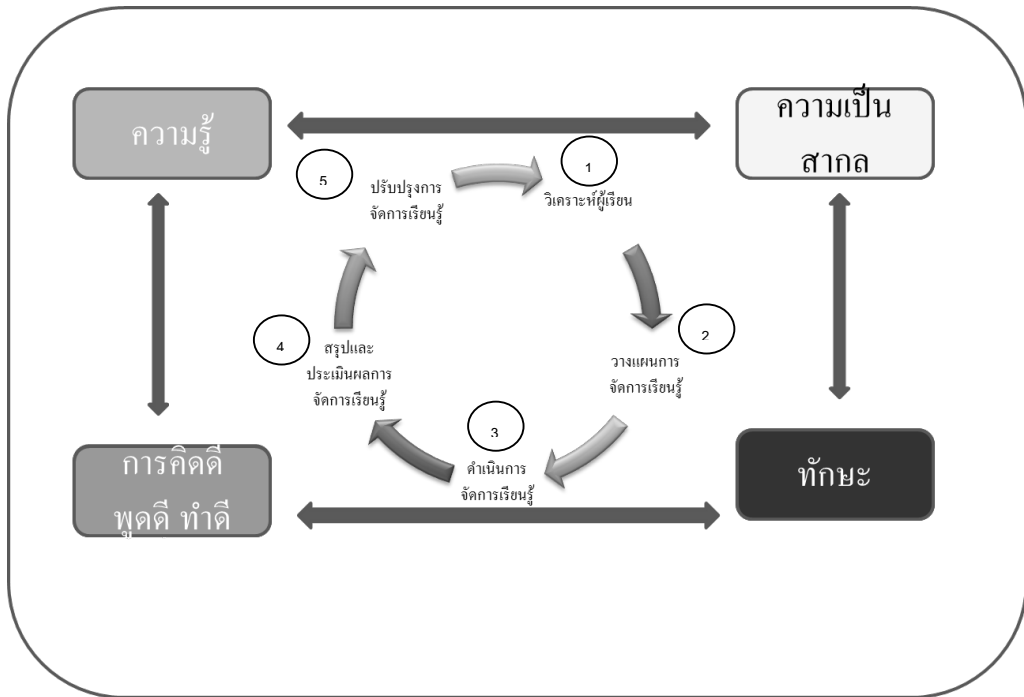 ความรู้
ความเป็น
สากล
5
ปรับปรุงการ
จัดการเรียนรู้
1
วิเคราะห์ผู้เรียน
2
วางแผนการ
จัดการเรียนรู้
3
ดำเนินการ
จัดการเรียนรู้
4
สรุปและ
ประเมินผลการ
จัดการเรียนรู้
การคิดดี
พูดดี ทำดี
ทักษะ